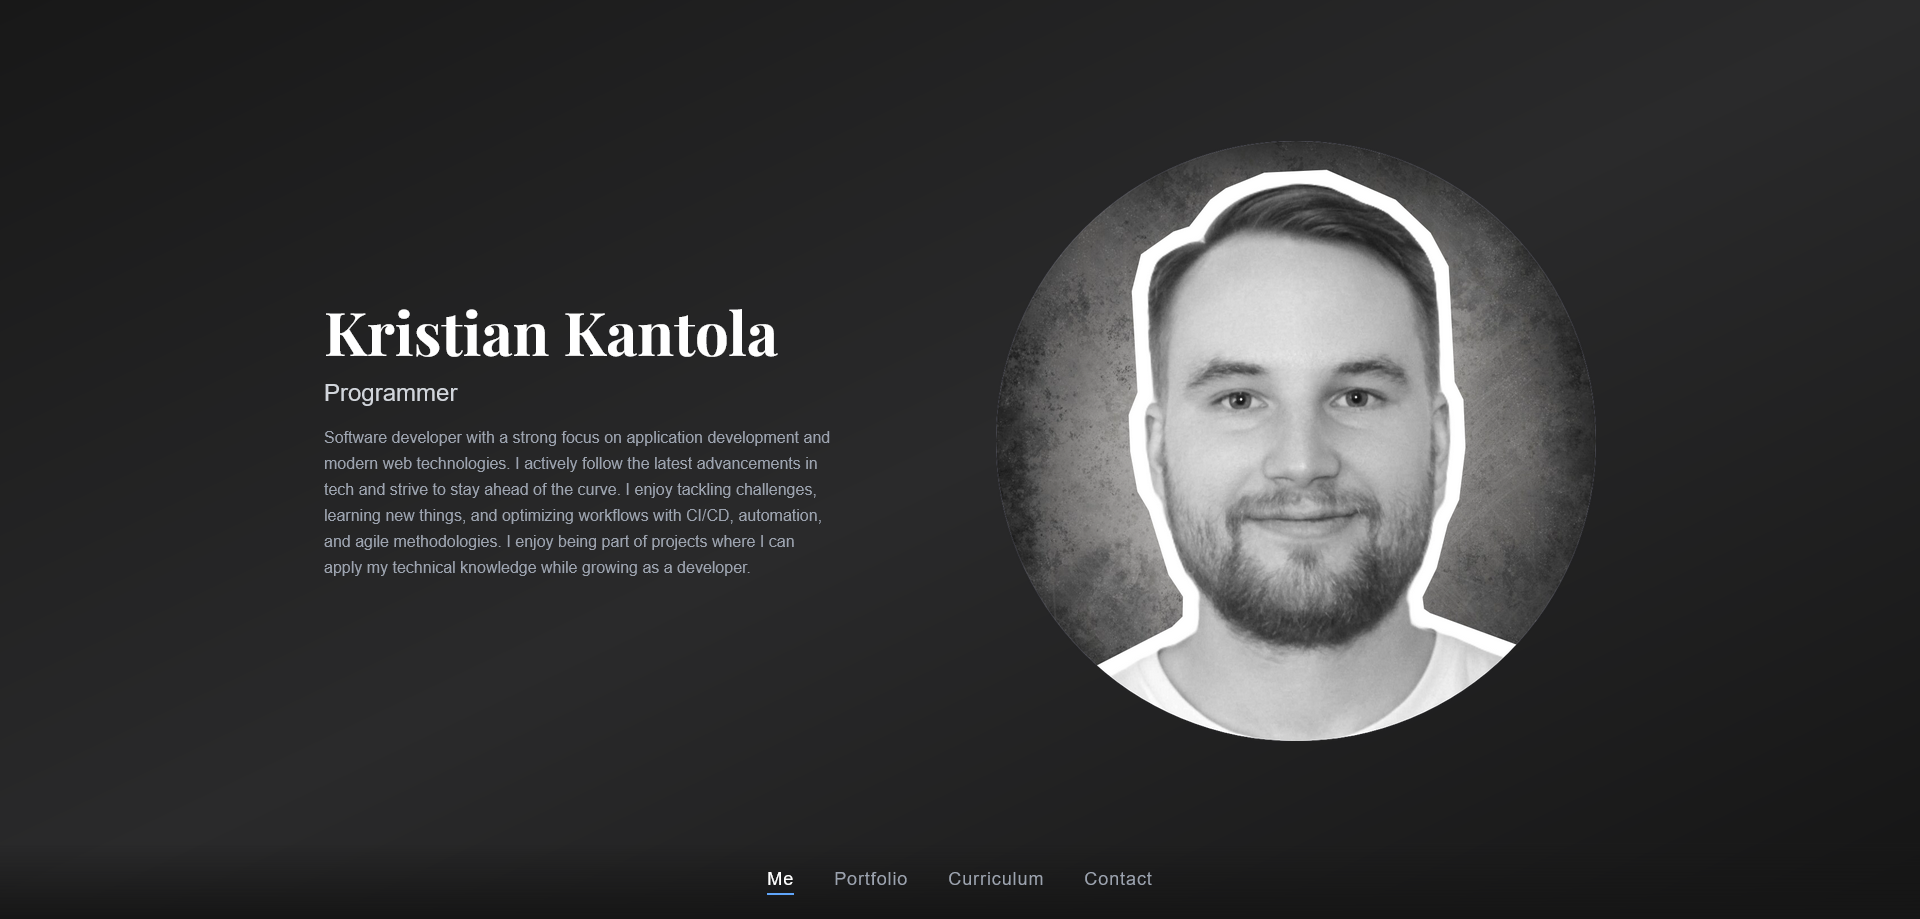 Kristian Kantola
Programmer
Software developer with a strong focus on application development and
modern web technologies. I actively follow the latest advancements in
tech and strive to stay ahead of the curve. I enjoy tackling challenges,
learning new things, and optimizing workflows with CI/CD, automation,
and agile methodologies. I enjoy being part of projects where I can
apply my technical knowledge while growing as a developer.
Me Portfolio Curriculum Contact